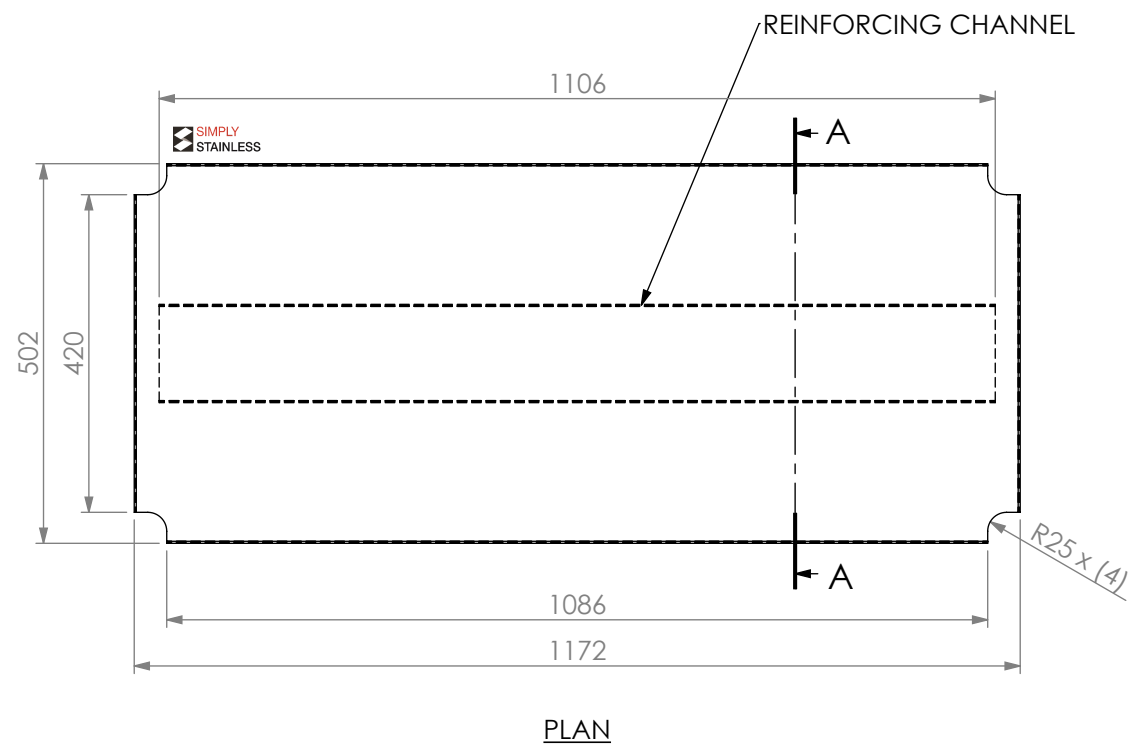 REINFORCING CHANNEL
1106
SIMPLY
STAINLESS
A
502
420
A
R25 x (4)
1086
1172
PLAN